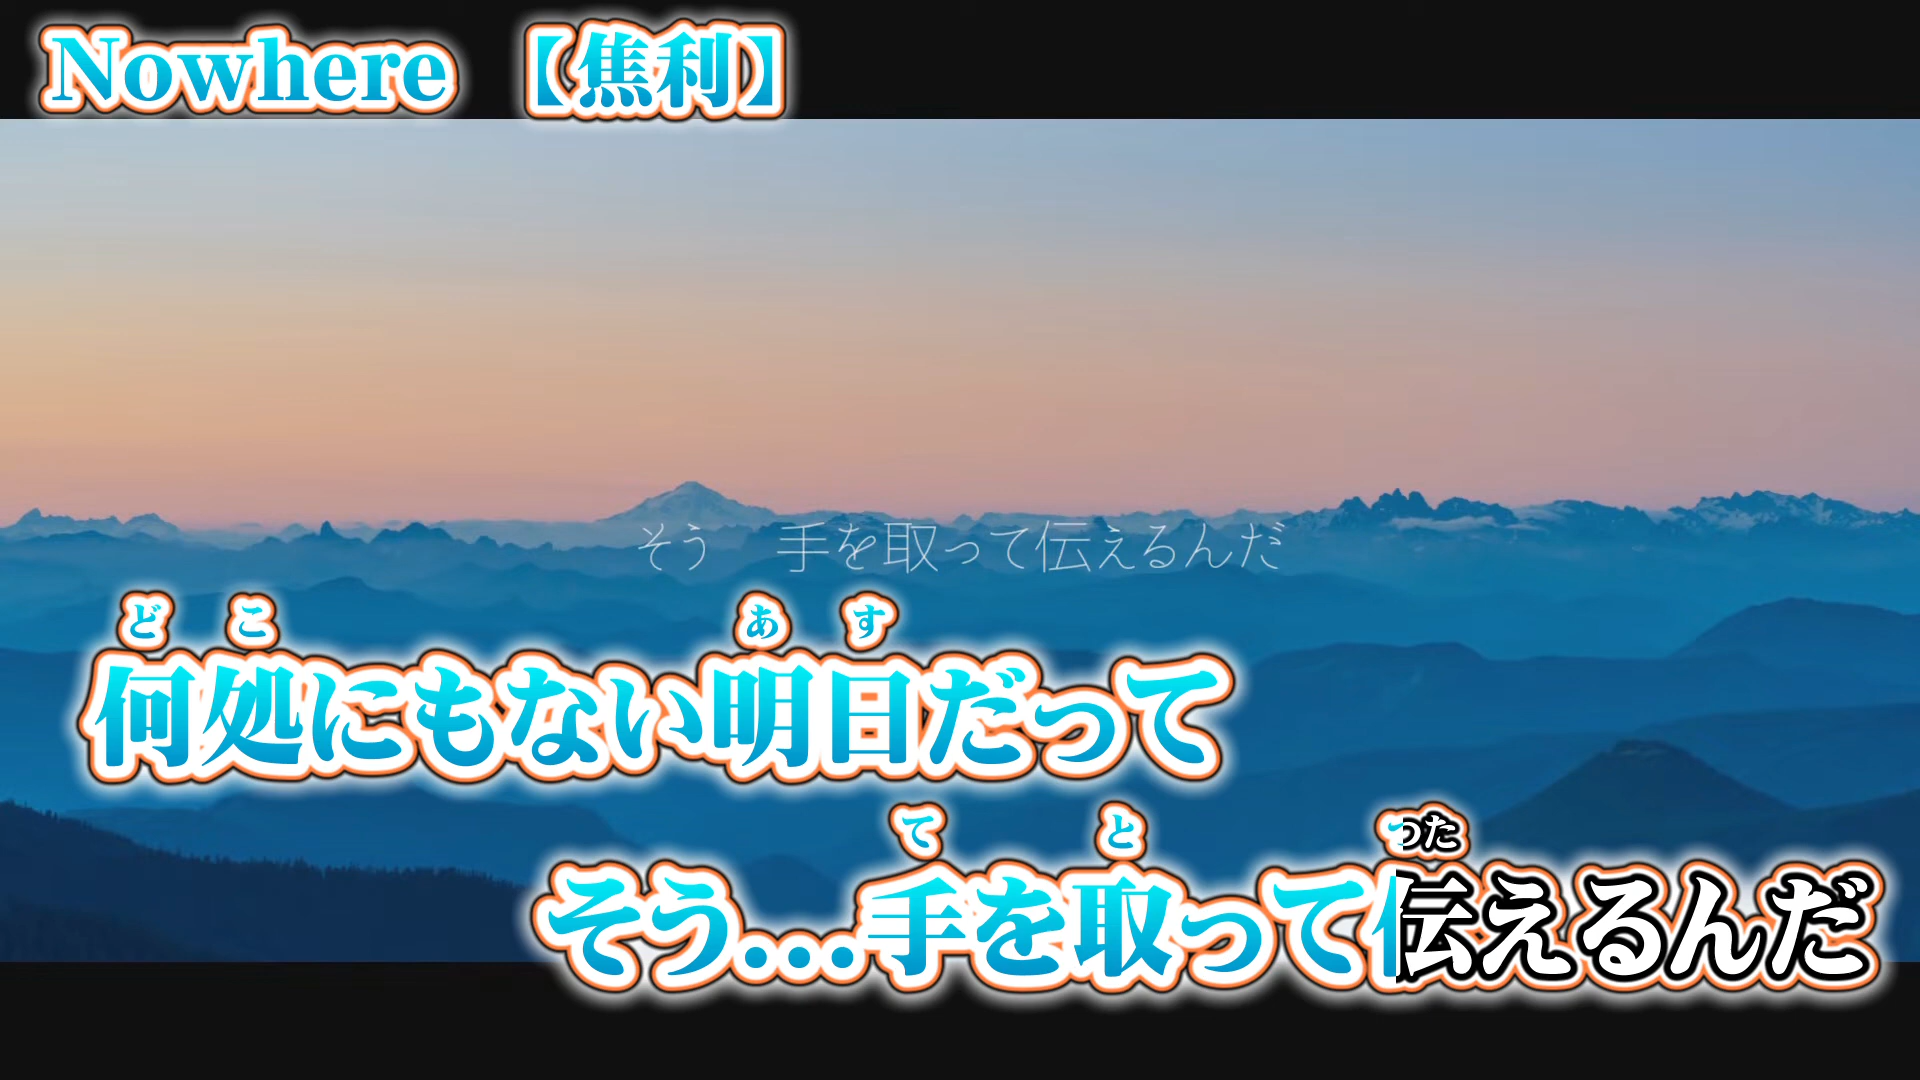 Nowhere 【焦利】
そう　手を取って伝えるんだ
ど こ あ す
何処にもない明日だって
て と つた
そう...手を取って伝えるんだ